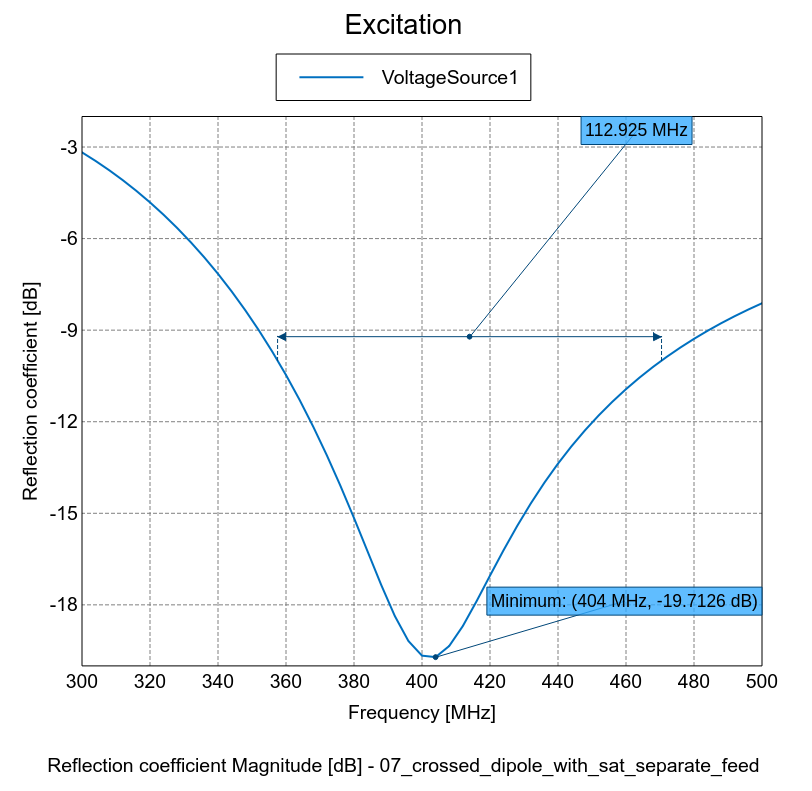 Excitation
VoltageSource1
112.925 MHz
-3
-6
-9
-12
-15
-18
Reflection coefficient [dB]
Minimum: (404 MHz, -19.7126 dB)
300 320 340 360 380 400 420 440 460 480 500
Frequency [MHz]
Reflection coefficient Magnitude [dB] - 07_crossed_dipole_with_sat_separate_feed